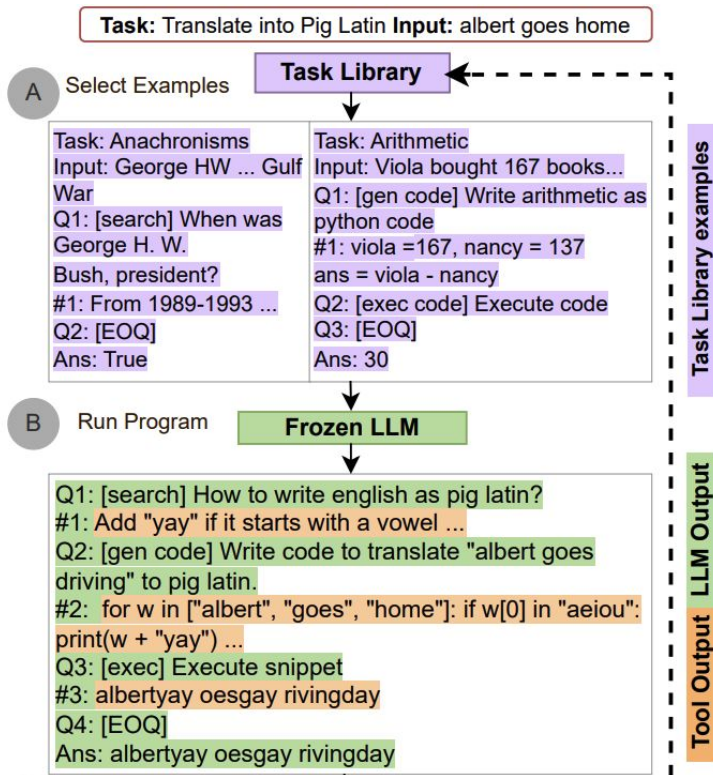 Task: Translate into Pig Latin Input: albert goes home
A
Select Examples
Task Library
Task: Anachronisms
Input: George HW ... Gulf
War
Q1: [search] When was
George H. W.
Bush, president?
#1: From 1989-1993 ...
Q2: [EOQ]
Ans: True
Task: Arithmetic
Input: Viola bought 167 books...
Q1: [gen code] Write arithmetic as
python code
#1: viola =167, nancy = 137
ans = viola - nancy
Q2: [exec code] Execute code
Q3: [EOQ]
Ans: 30
Task Library examples
B
Run Program
Frozen LLM
Q1: [search] How to write english as pig latin?
#1: Add "yay" if it starts with a vowel ...
Q2: [gen code] Write code to translate "albert goes
driving" to pig latin.
#2: for w in ["albert", "goes", "home"]: if w[0] in "aeiou":
print(w + "yay") ...
Q3: [exec] Execute snippet
#3: albertyay oesgay rivingday
Q4: [EOQ]
Ans: albertyay oesgay rivingday
LLM Output
Tool Output